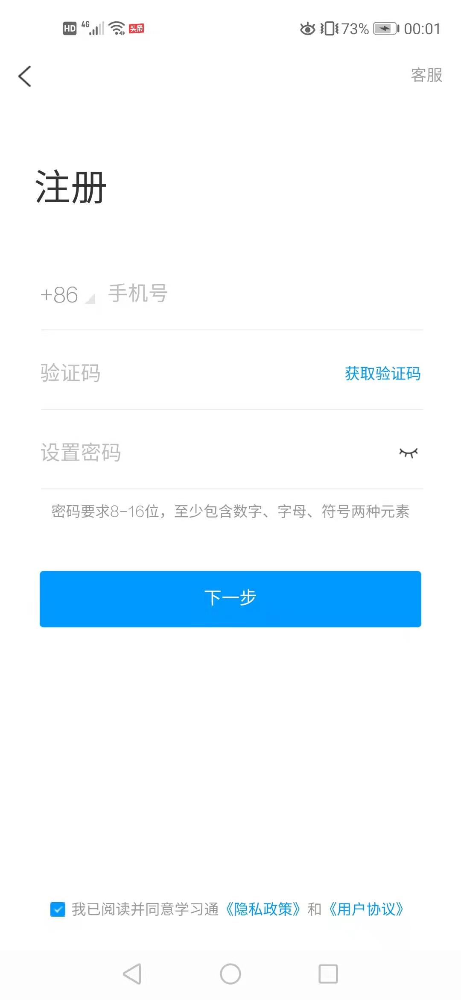 HD 4G 头条 73% 00:01
客服
注册
+86 手机号
验证码 获取验证码
设置密码
密码要求8-16位，至少包含数字、字母、符号两种元素
下一步
我已阅读并同意学习通《隐私政策》和《用户协议》